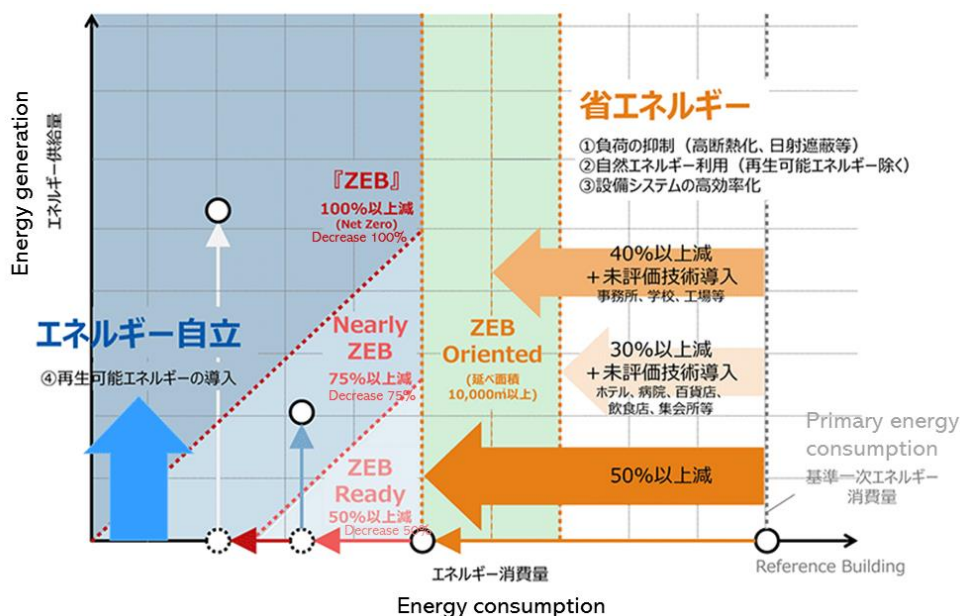 Energy generation
エネルギー供給量
『ZEB』
100%以上減
(Net Zero)
Decrease 100%
省エネルギー
①負荷の抑制（高断熱化、日射遮蔽等）
②自然エネルギー利用（再生可能エネルギー除く）
③設備システムの高効率化
40%以上減
＋未評価技術導入
事務所、学校、工場等
エネルギー自立
④再生可能エネルギーの導入
Nearly
ZEB
75%以上減
Decrease 75%
ZEB
Oriented
(延べ面積
10,000㎡以上)
30%以上減
＋未評価技術導入
ホテル、病院、百貨店、
飲食店、集会所等
Primary energy
consumption
基準一次エネルギー
消費量
ZEB
Ready
50%以上減
Decrease 50%
50%以上減
エネルギー消費量
Reference Building
Energy consumption